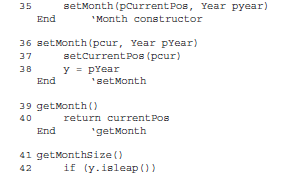 35 setMonth(pCurrentPos, Year pyear)
End 'Month constructor
36 setMonth(pcur, Year pYear)
37 setCurrentPos(pcur)
38 y = pYear
End 'setMonth
39 getMonth()
40 return currentPos
End 'getMonth
41 getMonthSize()
42 if (y.isleap())